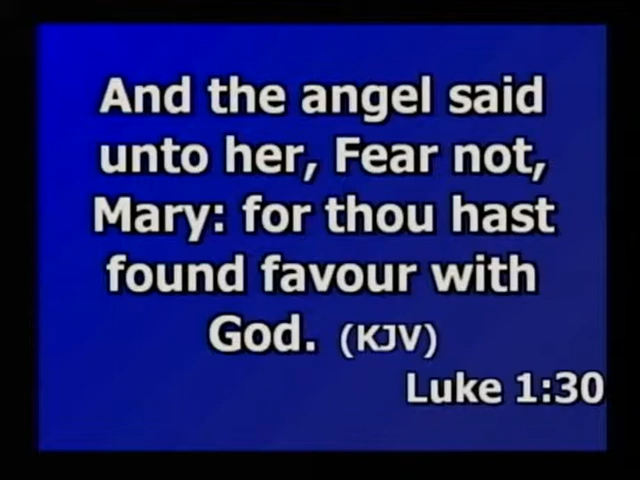 And the angel said
unto her, Fear not,
Mary: for thou hast
found favour with
God. (KJV)
Luke 1:30